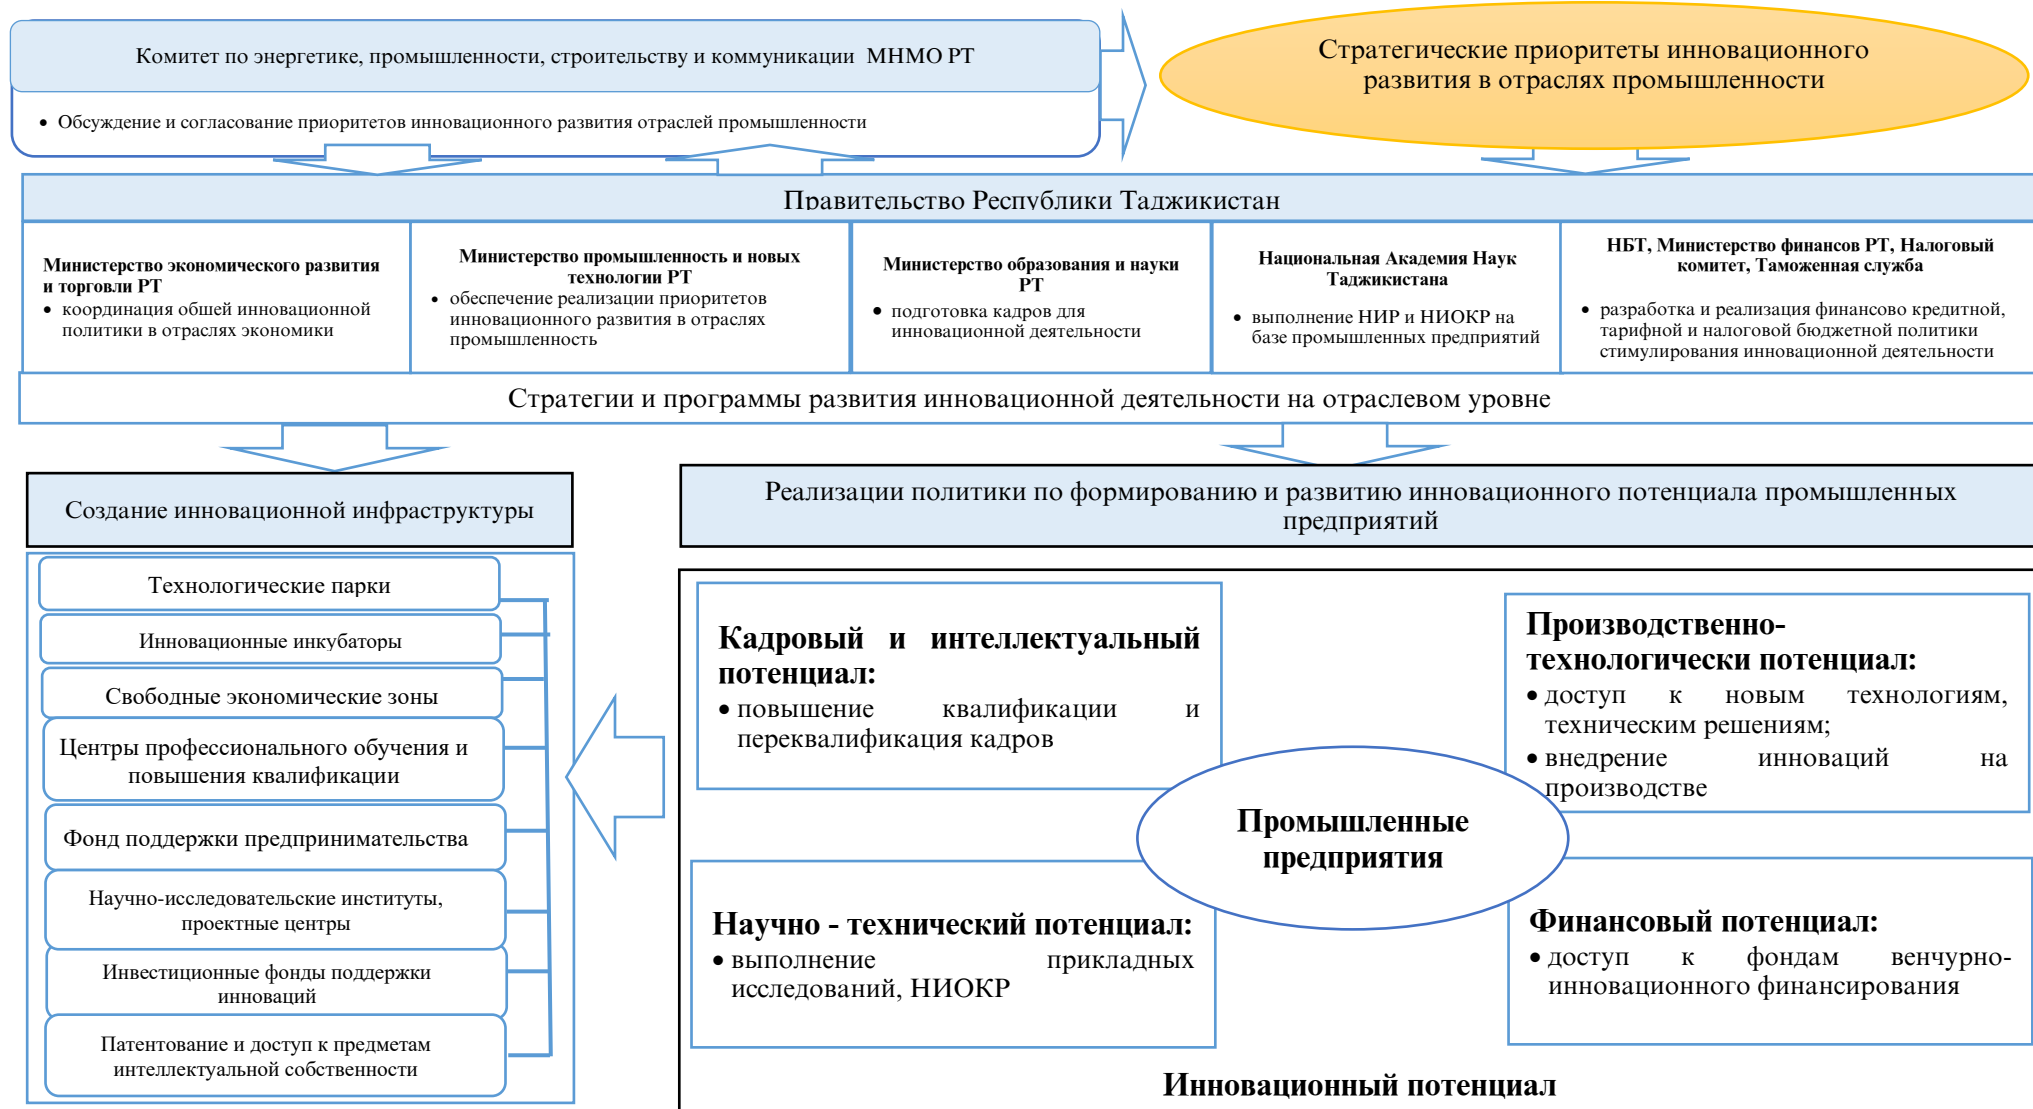 Комитет по энергетике, промышленности, строительству и коммуникации МНМО РТ
• Обсуждение и согласование приоритетов инновационного развития отраслей промышленности
Стратегические приоритеты инновационного
развития в отраслях промышленности
Правительство Республики Таджикистан
Министерство экономического развития
и торговли РТ
• координация обшей инновационной
политики в отраслях экономики
Министерство промышленность и новых
технологии РТ
• обеспечение реализации приоритетов
инновационного развития в отраслях
промышленность
Министерство образования и науки
РТ
• подготовка кадров для
инновационной деятельности
Национальная Академия Наук
Таджикистана
• выполнение НИР и НИОКР на
базе промышленных предприятий
НБТ, Министерство финансов РТ, Налоговый
комитет, Таможенная служба
• разработка и реализация финансово кредитной,
тарифной и налоговой бюджетной политики
стимулирования инновационной деятельности
Стратегии и программы развития инновационной деятельности на отраслевом уровне
Создание инновационной инфраструктуры
Технологические парки
Инновационные инкубаторы
Свободные экономические зоны
Центры профессионального обучения и
повышения квалификации
Фонд поддержки предпринимательства
Научно-исследовательские институты,
проектные центры
Инвестиционные фонды поддержки
инноваций
Патентование и доступ к предметам
интеллектуальной собственности
Реализации политики по формированию и развитию инновационного потенциала промышленных
предприятий
Кадровый и интеллектуальный
потенциал:
• повышение квалификации и
переквалификация кадров
Производственно-
технологически потенциал:
• доступ к новым технологиям,
техническим решениям;
• внедрение инноваций на
производстве
Промышленные
предприятия
Научно - технический потенциал:
• выполнение прикладных
исследований, НИОКР
Финансовый потенциал:
• доступ к фондам венчурно-
инновационного финансирования
Инновационный потенциал